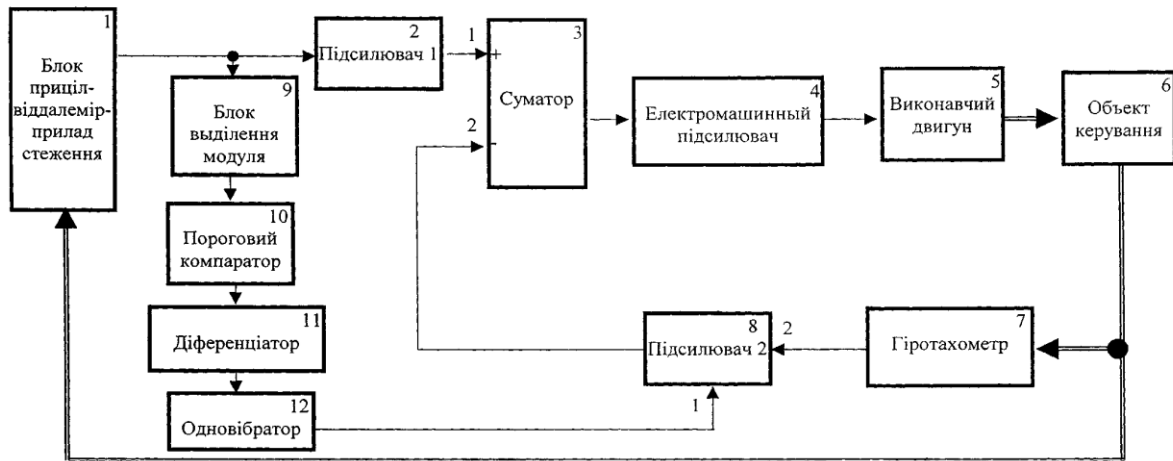 1
Блок
приціл-
віддалемір-
прилад
стеження
2
Підсилювач 1
1
+
2
-
3
Суматор
4
Електромашинный
підсилювач
5
Виконавчий
двигун
6
Объект
керування
9
Блок
выділення
модуля
10
Пороговий
компаратор
11
Діференціатор
12
Одновібратор
8
Підсилювач 2
2
1
7
Гіротахометр